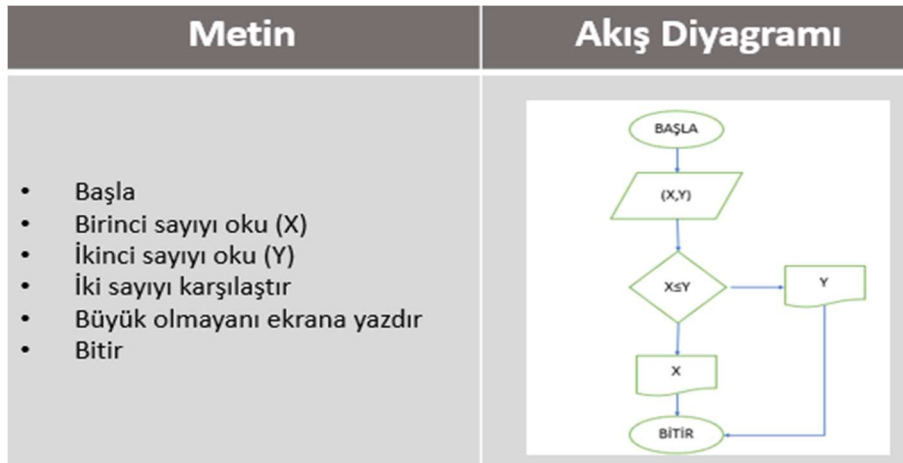 Metin
Akış Diyagramı
• Başla
• Birinci sayıyı oku (X)
• İkinci sayıyı oku (Y)
• İki sayıyı karşılaştır
• Büyük olmayanı ekrana yazdır
• Bitir
BAŞLA
(X,Y)
X≤Y
Y
X
BİTİR